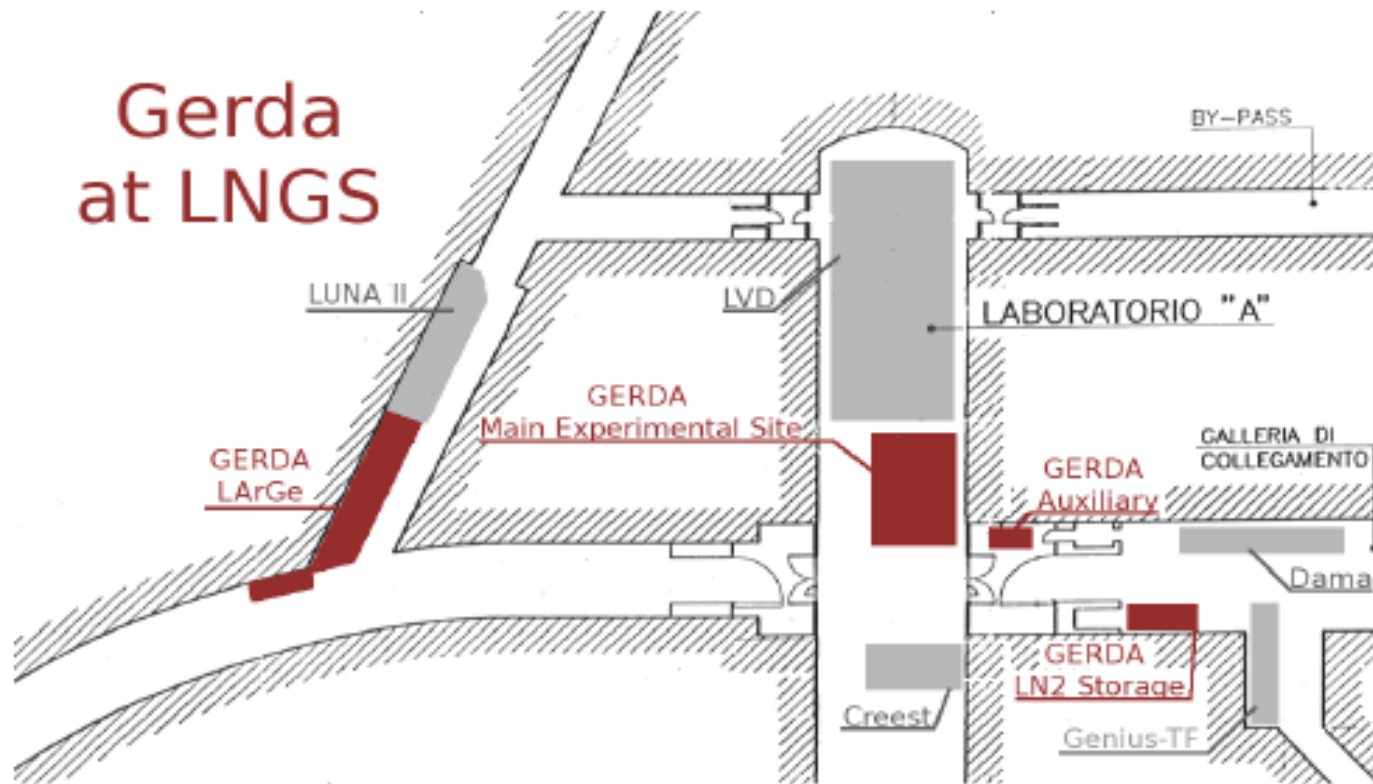 Gerda
at LNGS
BY-PASS
LUNA II
LVD
LABORATORIO "A"
GERDA
Main Experimental Site
GALLERIA DI
COLLEGAMENTO
GERDA
LArGe
GERDA
Auxiliary
Dama
GERDA
LN2 Storage
Creest
Genius-TF